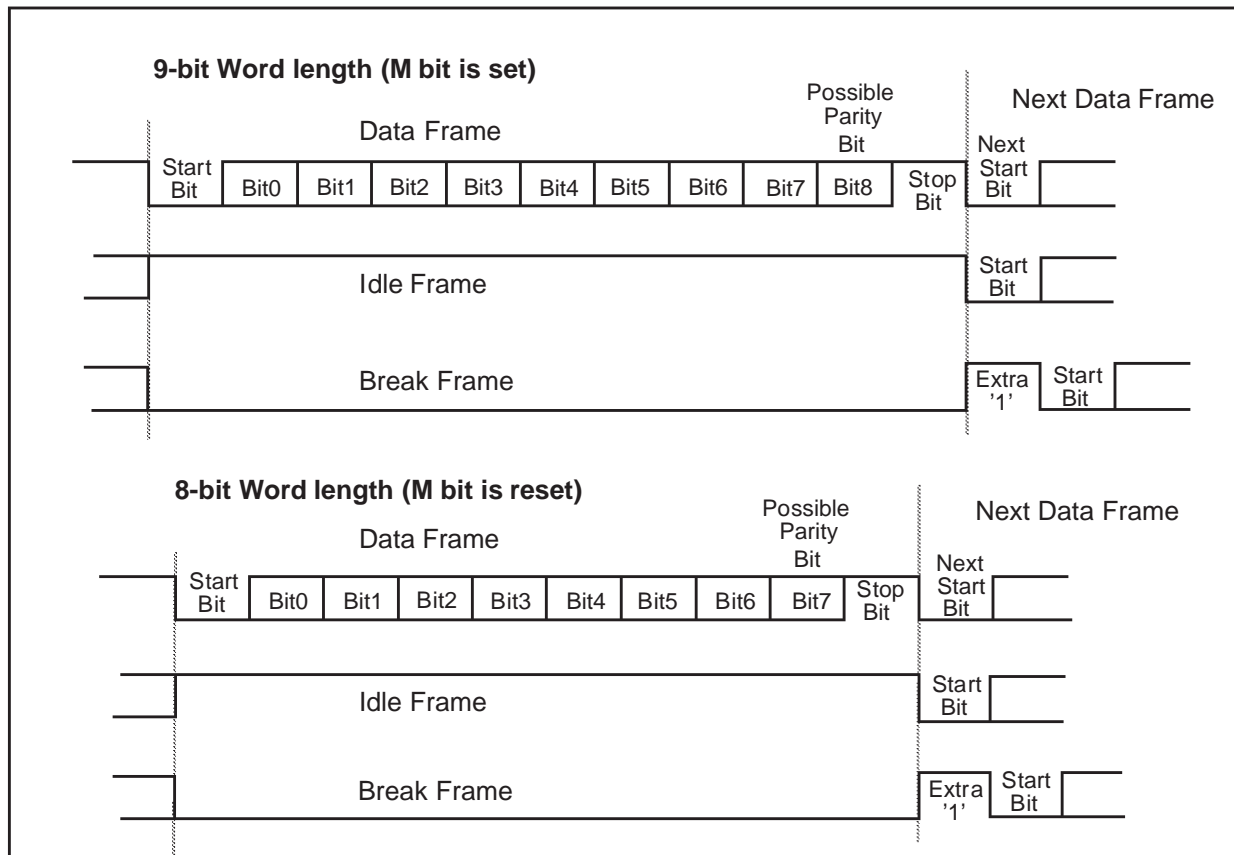 9-bit Word length (M bit is set)
Possible
Parity
Bit
Next Data Frame
Data Frame
Start
Bit
Bit0
Bit1
Bit2
Bit3
Bit4
Bit5
Bit6
Bit7
Bit8
Stop
Bit
Next
Start
Bit
Idle Frame
Start
Bit
Break Frame
Extra
'1'
Start
Bit
8-bit Word length (M bit is reset)
Possible
Parity
Bit
Next Data Frame
Data Frame
Start
Bit
Bit0
Bit1
Bit2
Bit3
Bit4
Bit5
Bit6
Bit7
Stop
Bit
Next
Start
Bit
Idle Frame
Start
Bit
Break Frame
Extra
'1'
Start
Bit